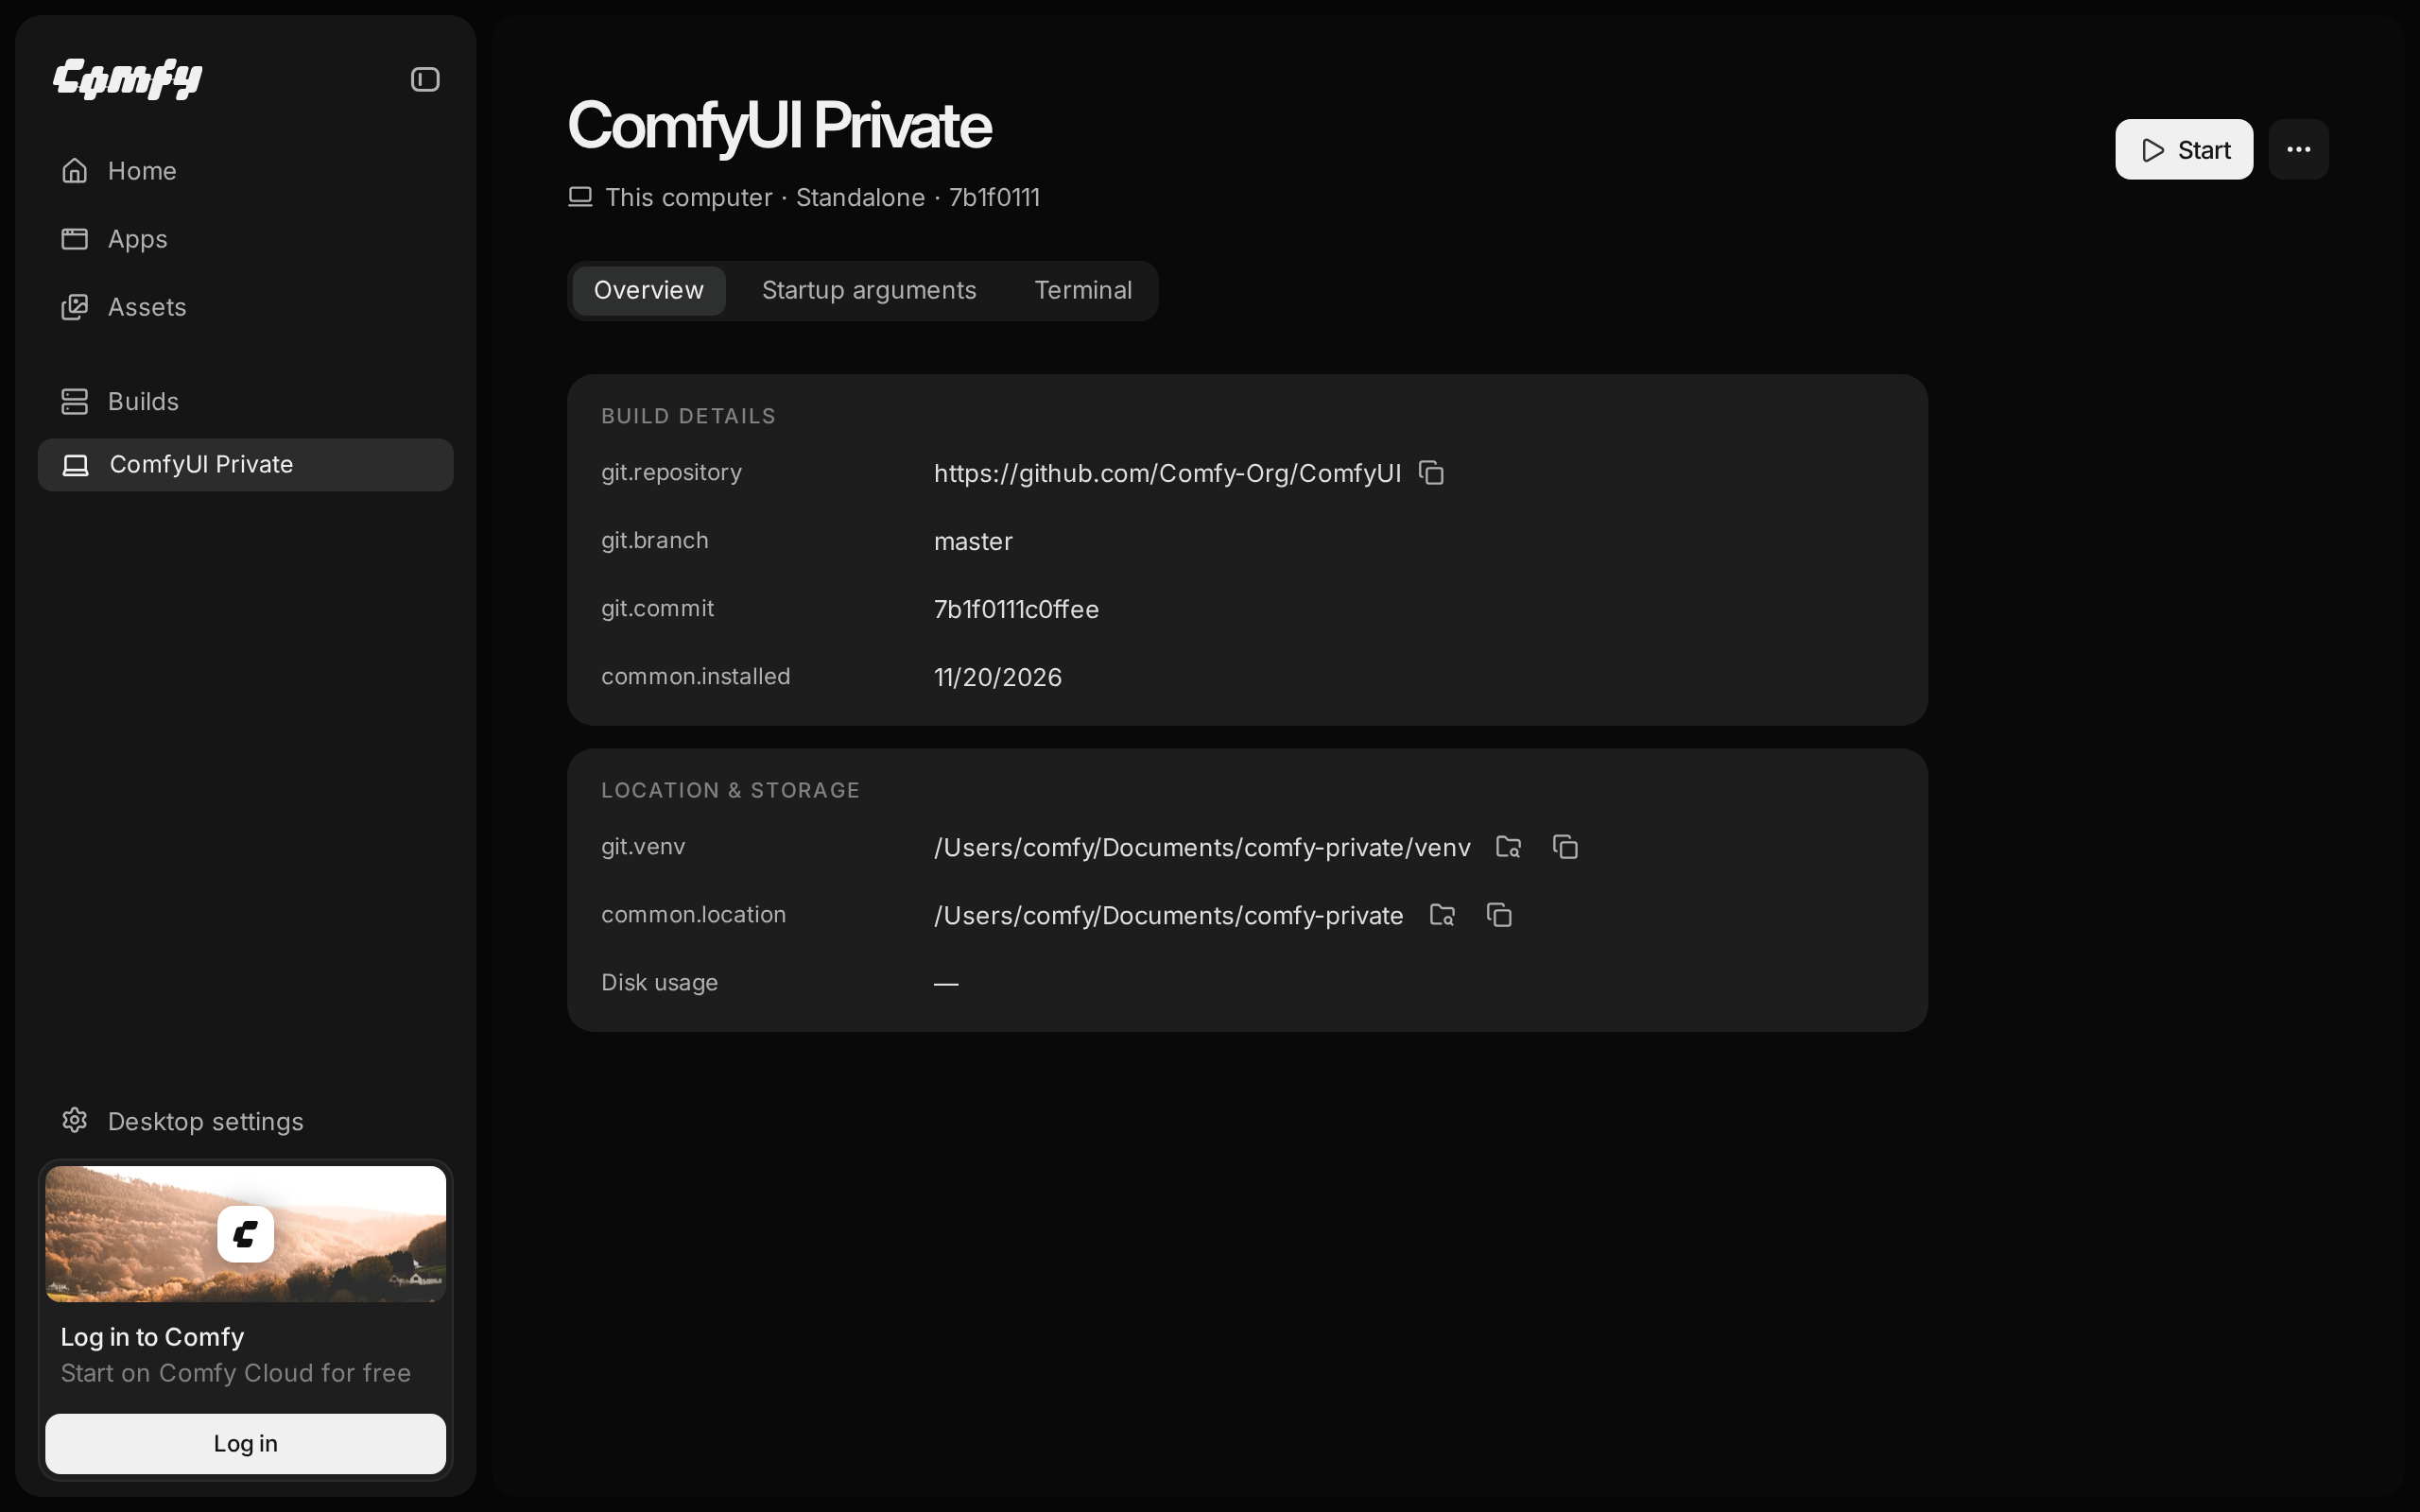 Comfy
Home
Apps
Assets
Builds
ComfyUI Private
Desktop settings
Log in to Comfy
Start on Comfy Cloud for free
Log in
ComfyUI Private
This computer · Standalone · 7b1f0111
Start
Overview
Startup arguments
Terminal
BUILD DETAILS
git.repository https://github.com/Comfy-Org/ComfyUI
git.branch master
git.commit 7b1f0111c0ffee
common.installed 11/20/2026
LOCATION & STORAGE
git.venv /Users/comfy/Documents/comfy-private/venv
common.location /Users/comfy/Documents/comfy-private
Disk usage —